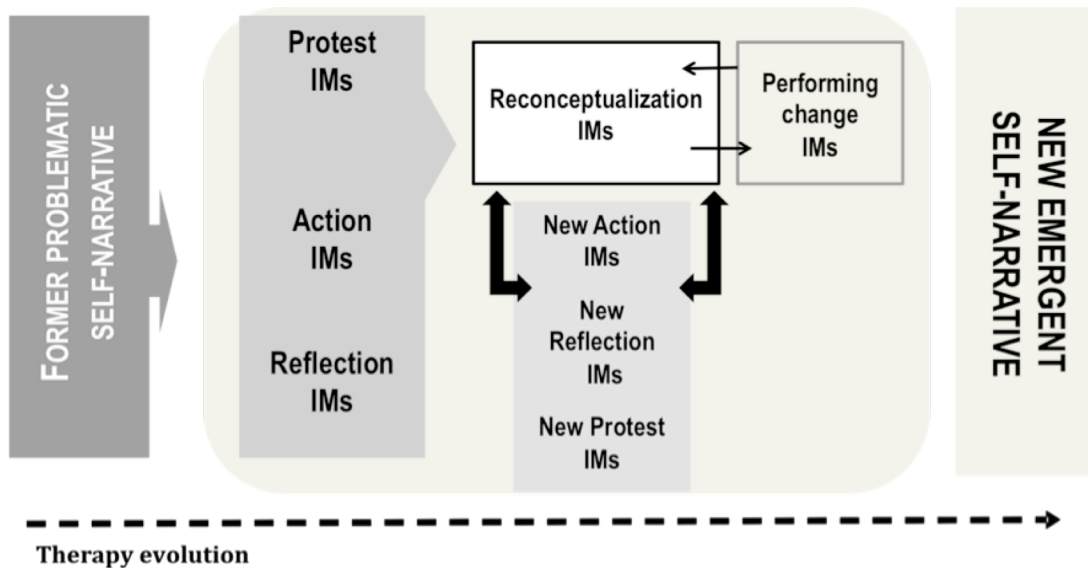 FORMER PROBLEMATIC
SELF-NARRATIVE
Protest
IMs
Action
IMs
Reflection
IMs
Reconceptualization
IMs
Performing
change
IMs
New Action
IMs
New
Reflection
IMs
New Protest
IMs
NEW EMERGENT
SELF-NARRATIVE
Therapy evolution